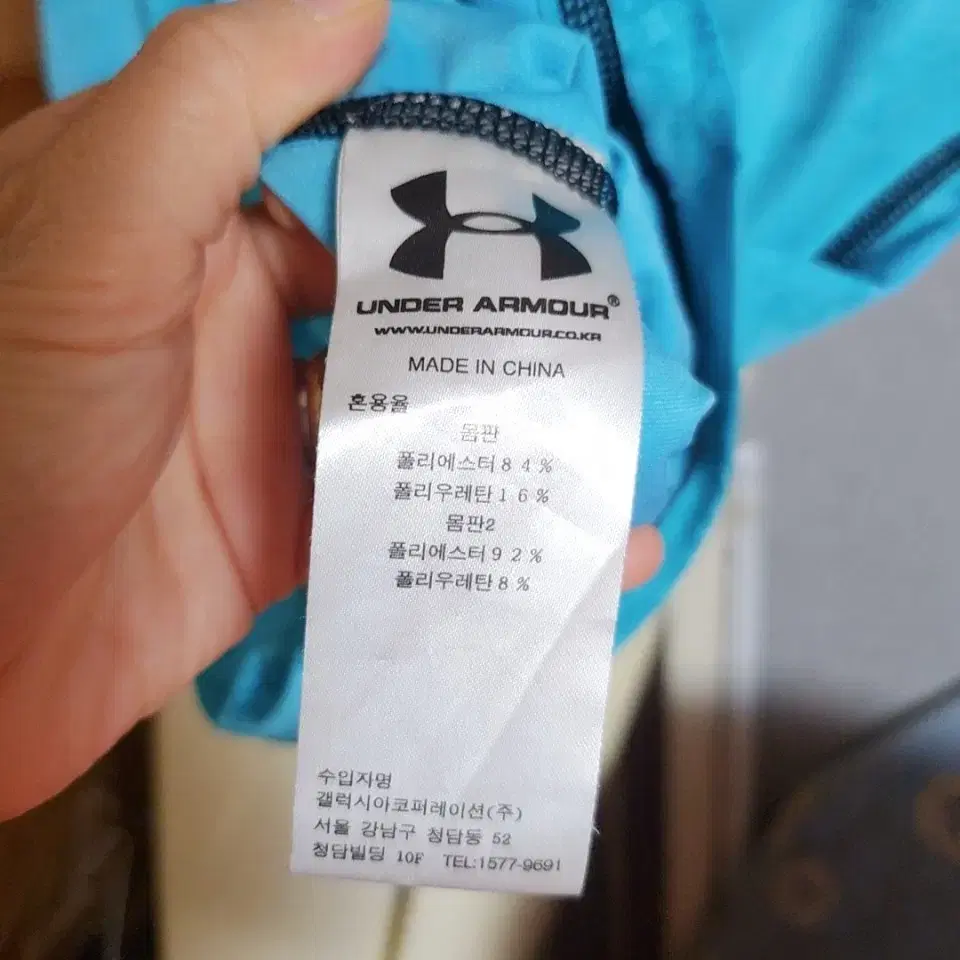 UNDER ARMOUR®
WWW.UNDERARMOUR.CO.KR
MADE IN CHINA
혼용율
몸판
폴리에스터 8 4 %
폴리우레탄 1 6 %
몸판2
폴리에스터 9 2 %
폴리우레탄 8 %
수입자명
갤럭시아코퍼레이션(주)
서울 강남구 청담동 52
청담빌딩 10F TEL:1577-9691